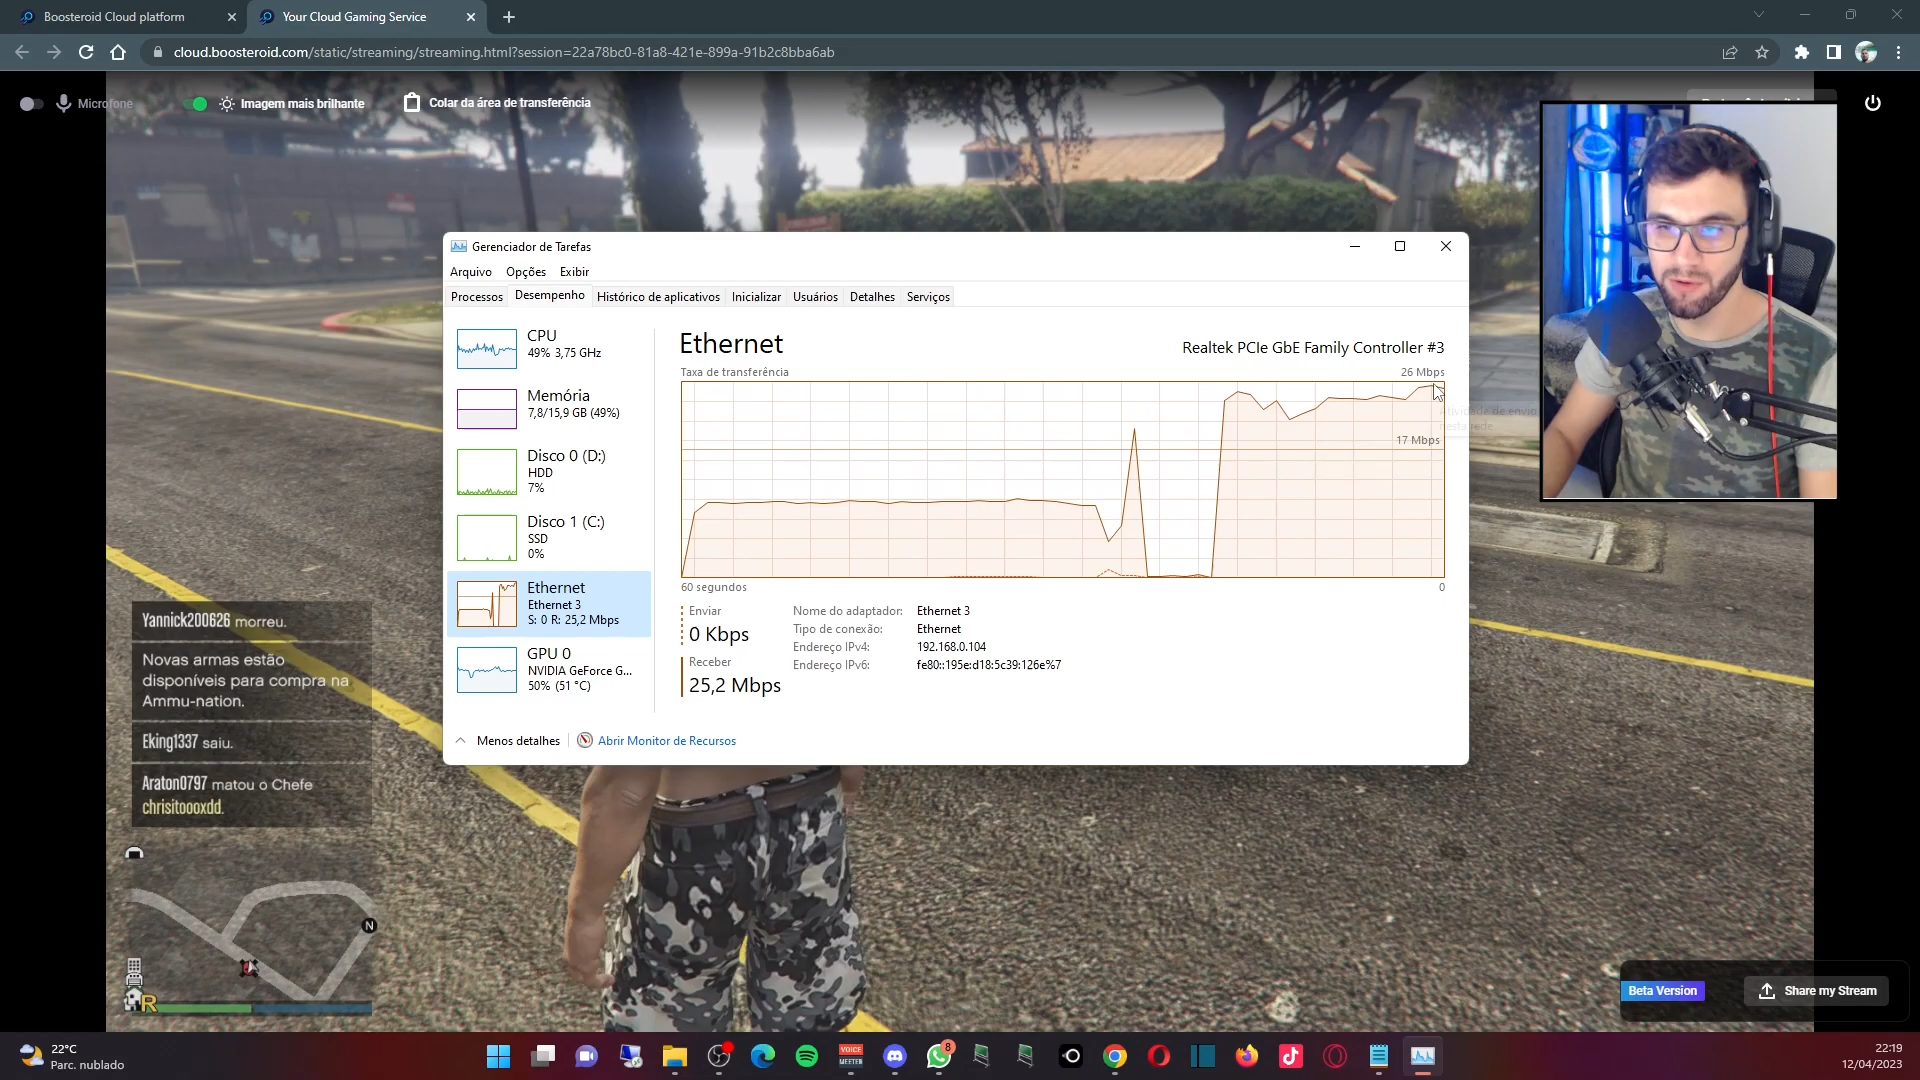 Boosteroid Cloud platform
Your Cloud Gaming Service
cloud.boosteroid.com/static/streaming/streaming.html?session=22a78bc0-81a8-421e-899a-91b2c8bba6ab
Microfone
Imagem mais brilhante
Colar da área de transferência
Gerenciador de Tarefas
Arquivo Opções Exibir
Processos Desempenho Histórico de aplicativos Inicializar Usuários Detalhes Serviços
CPU
49% 3,75 GHz
Memória
7,8/15,9 GB (49%)
Disco 0 (D:)
HDD
7%
Disco 1 (C:)
SSD
0%
Ethernet
Ethernet 3
S: 0 R: 25,2 Mbps
GPU 0
NVIDIA GeForce G...
50% (51 °C)
Ethernet
Realtek PCIe GbE Family Controller #3
Taxa de transferência
26 Mbps
Atividade de envio
nesta rede
17 Mbps
60 segundos
0
Enviar
0 Kbps
Receber
25,2 Mbps
Nome do adaptador: Ethernet 3
Tipo de conexão: Ethernet
Endereço IPv4: 192.168.0.104
Endereço IPv6: fe80::195e:d18:5c39:126e%7
Menos detalhes
Abrir Monitor de Recursos
Yannick200626 morreu.
Novas armas estão
disponíveis para compra na
Ammu-nation.
Eking1337 saiu.
Araton0797 matou o Chefe
chrisitoooxdd.
N
R
Beta Version
Share my Stream
22°C
Parc. nublado
VOICE
MEETER
8
22:19
12/04/2023